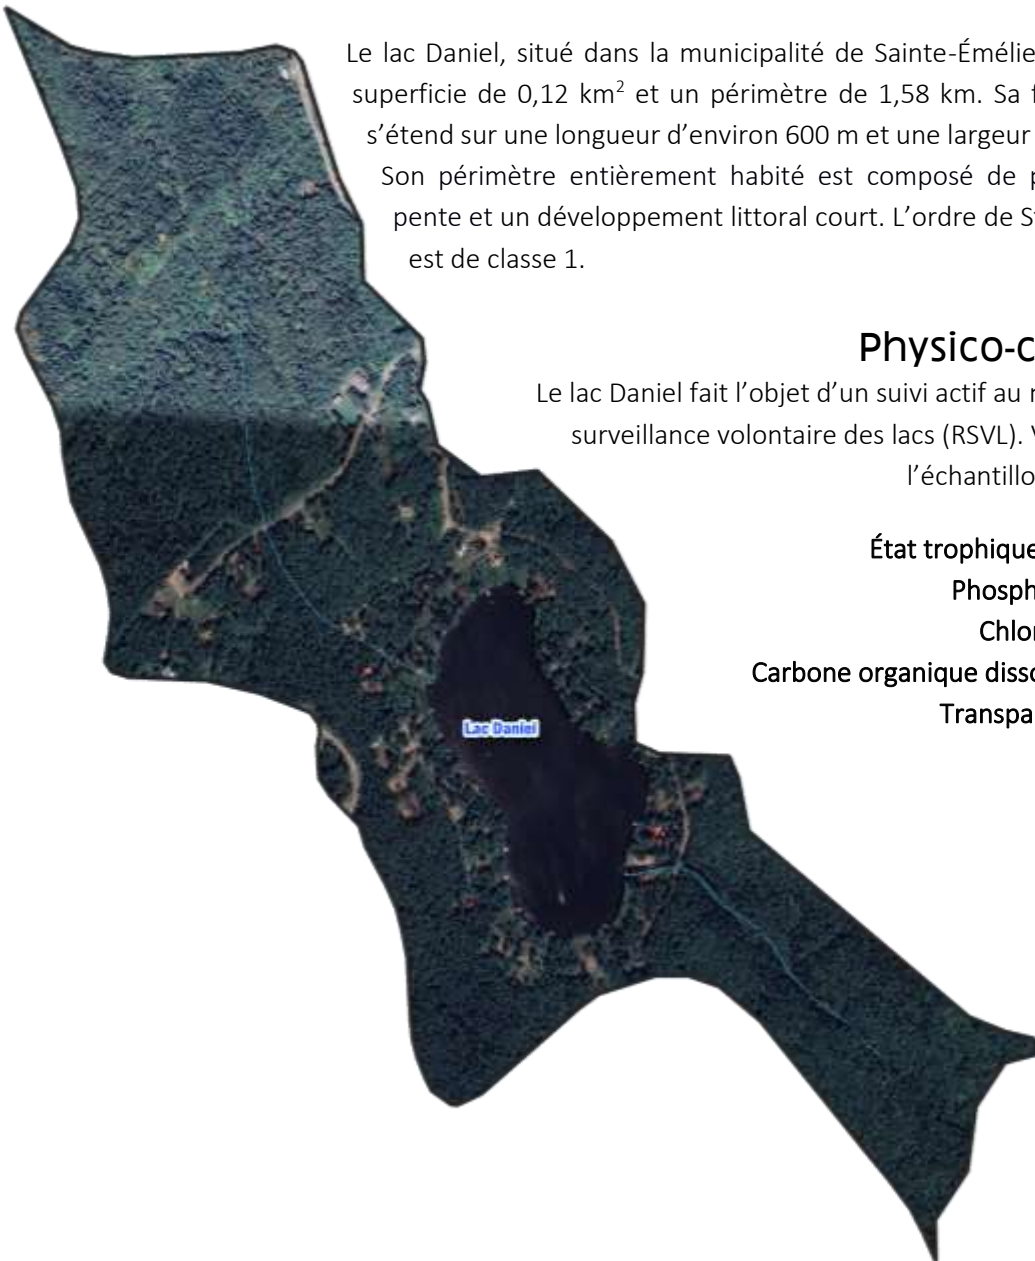 Le lac Daniel, situé dans la municipalité de Sainte-Émélie
superficie de 0,12 km² et un périmètre de 1,58 km. Sa
s’étend sur une longueur d’environ 600 m et une largeur
Son périmètre entièrement habité est composé de
pente et un développement littoral court. L’ordre de
est de classe 1.
Physico-c
Le lac Daniel fait l’objet d’un suivi actif au
surveillance volontaire des lacs (RSVL).
l’échantillo
État trophique
Phosph
Chlor
Carbone organique disso
Transpa
Lac Daniel